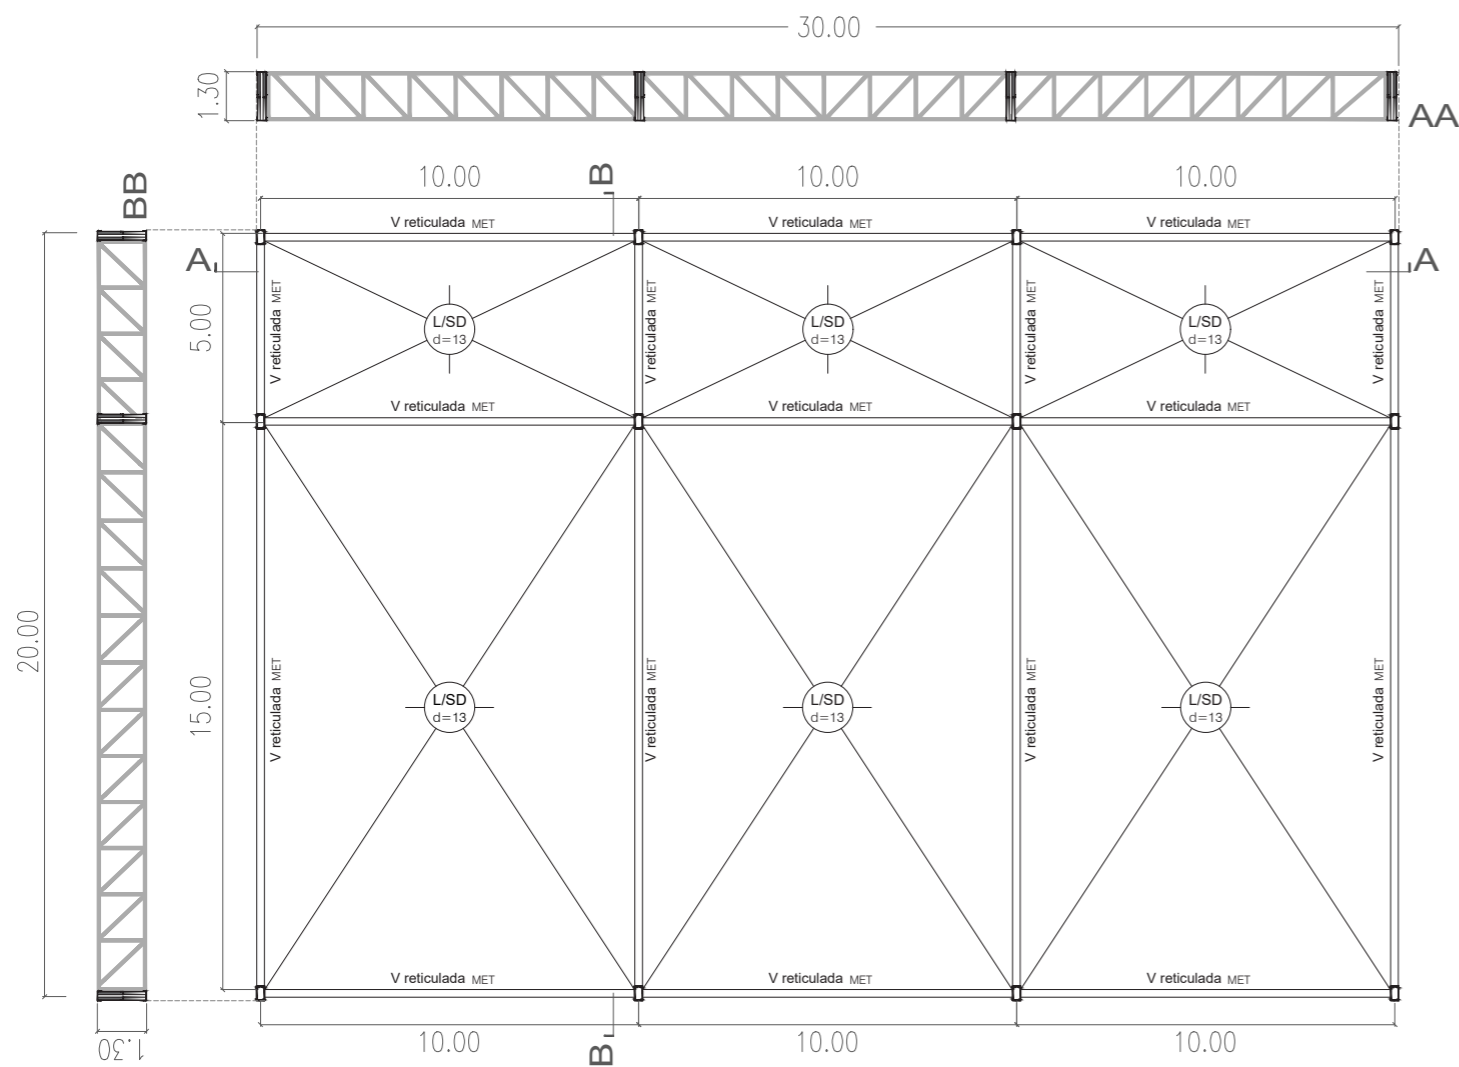 30.00
1.30
AA
10.00
B
10.00
10.00
BB
V reticulada MET
V reticulada MET
V reticulada MET
A
A
5.00
V reticulada MET
V reticulada MET
V reticulada MET
V reticulada MET
L/SD
d=13
L/SD
d=13
L/SD
d=13
V reticulada MET
V reticulada MET
V reticulada MET
20.00
15.00
V reticulada MET
V reticulada MET
V reticulada MET
V reticulada MET
L/SD
d=13
L/SD
d=13
L/SD
d=13
V reticulada MET
V reticulada MET
V reticulada MET
1.30
10.00
B
10.00
10.00